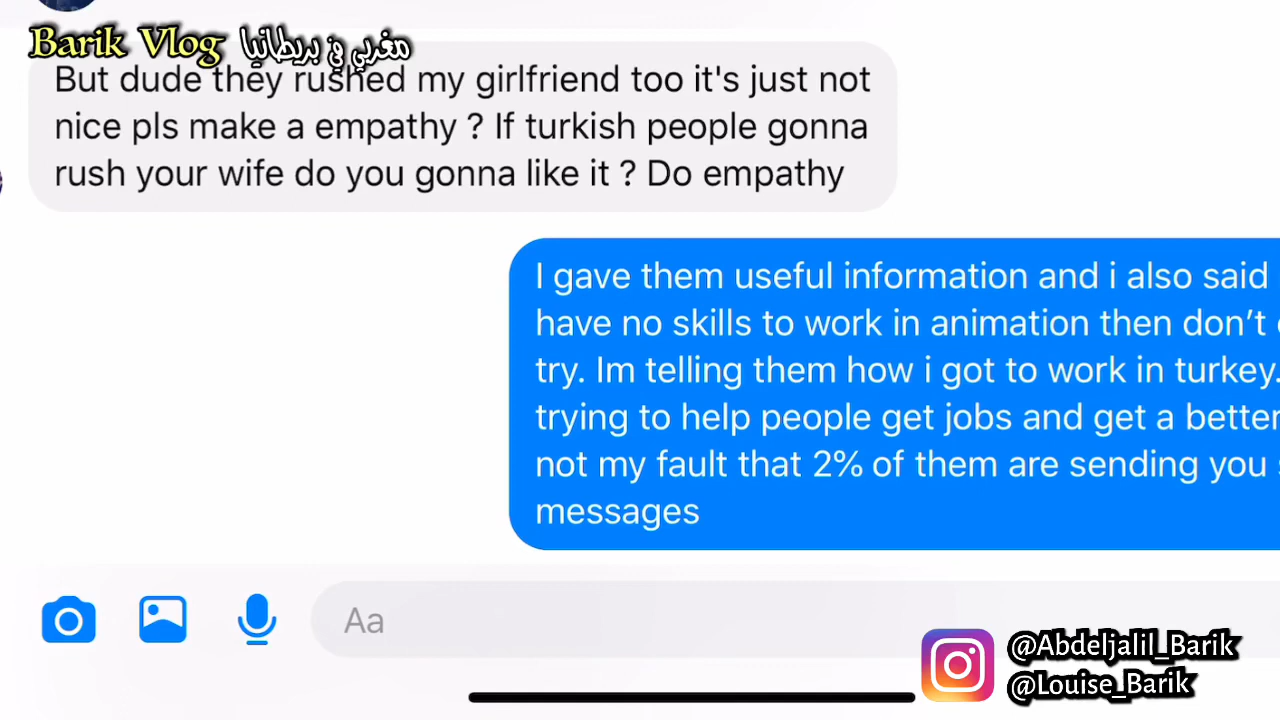 Barik Vlog مغربي في بريطانيا
But dude they rushed my girlfriend too it's just not
nice pls make a empathy ? If turkish people gonna
rush your wife do you gonna like it ? Do empathy
I gave them useful information and i also said
have no skills to work in animation then don’t
try. Im telling them how i got to work in turkey.
trying to help people get jobs and get a better
not my fault that 2% of them are sending you
messages
Aa
@Abdeljalil_Barik
@Louise_Barik